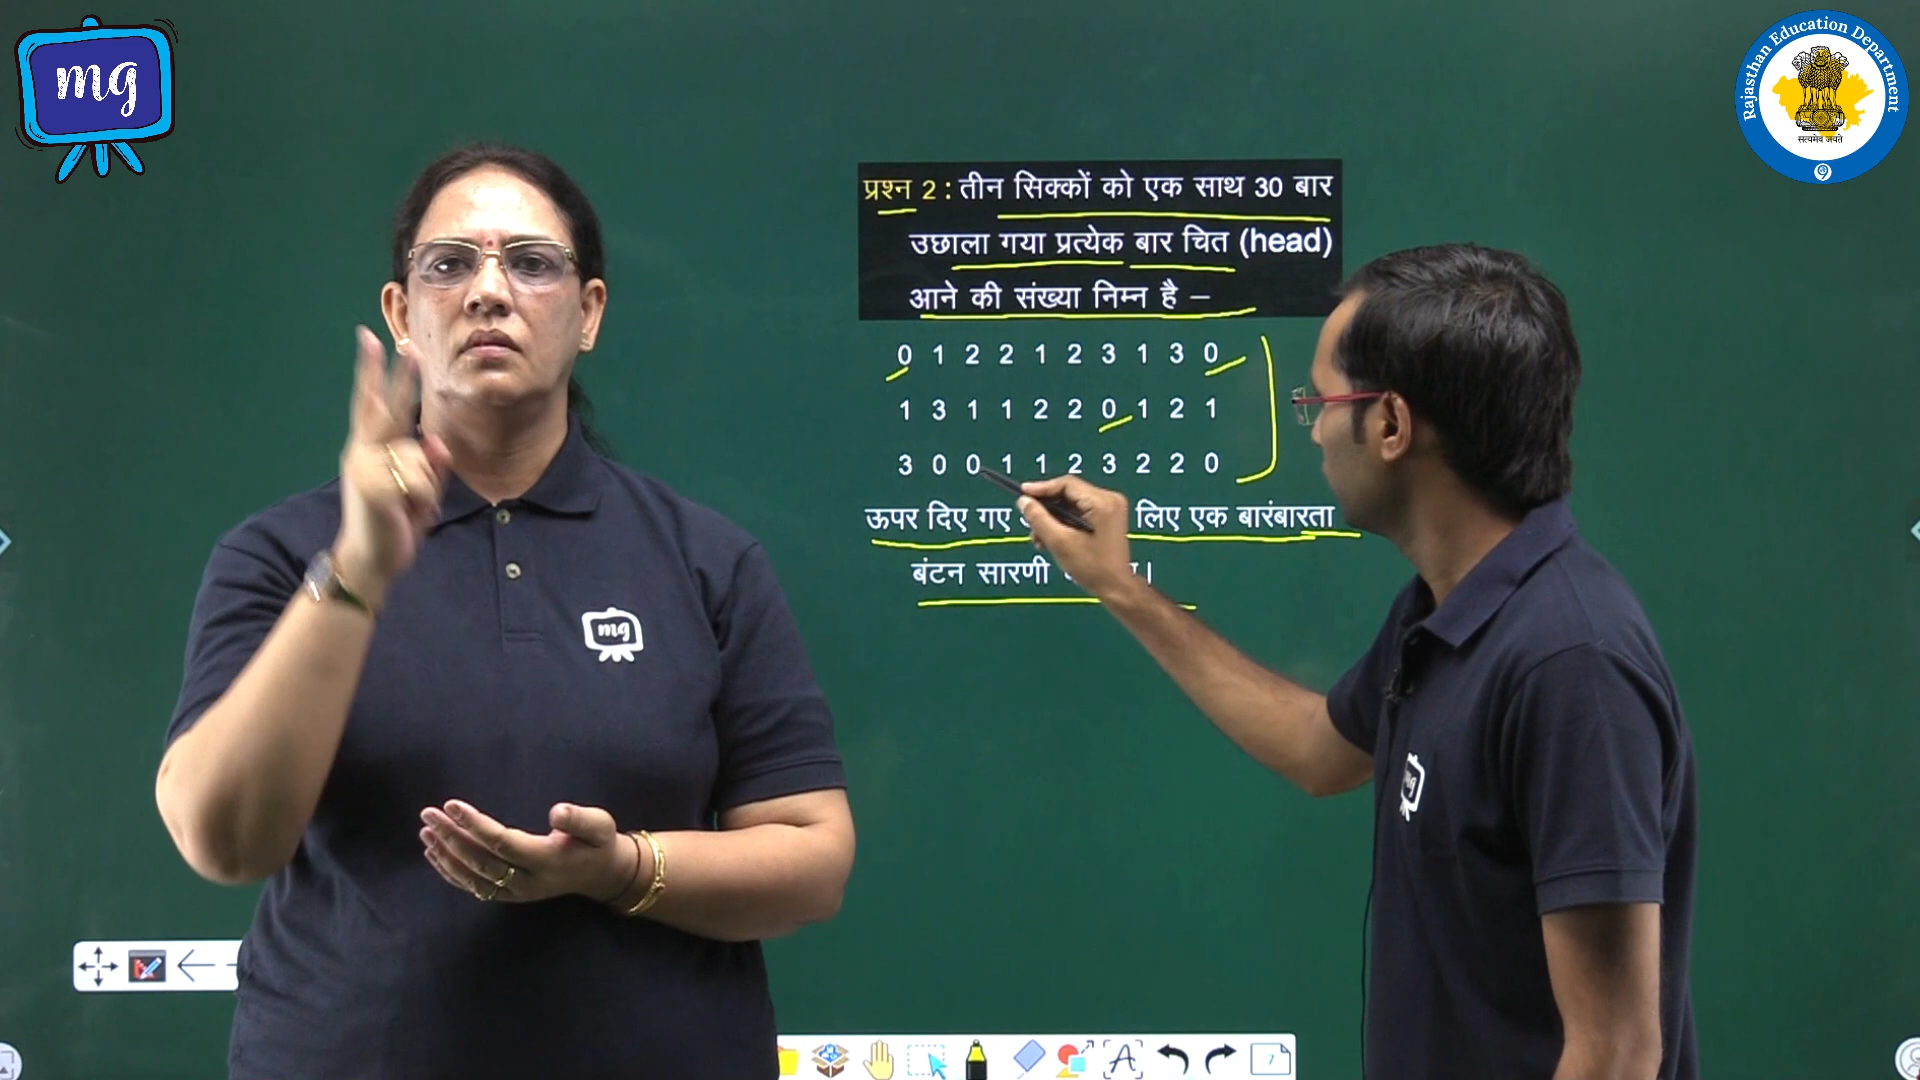 mg
Rajasthan Education Department
सत्यमेव जयते
प्रश्न 2 : तीन सिक्कों को एक साथ 30 बार
उछाला गया प्रत्येक बार चित (head)
आने की संख्या निम्न है –
0 1 2 2 1 2 3 1 3 0
1 3 1 1 2 2 0 1 2 1
3 0 0 1 1 2 3 2 2 0
ऊपर दिए गए लिए एक बारंबारता
बंटन सारणी
mg
mg
7